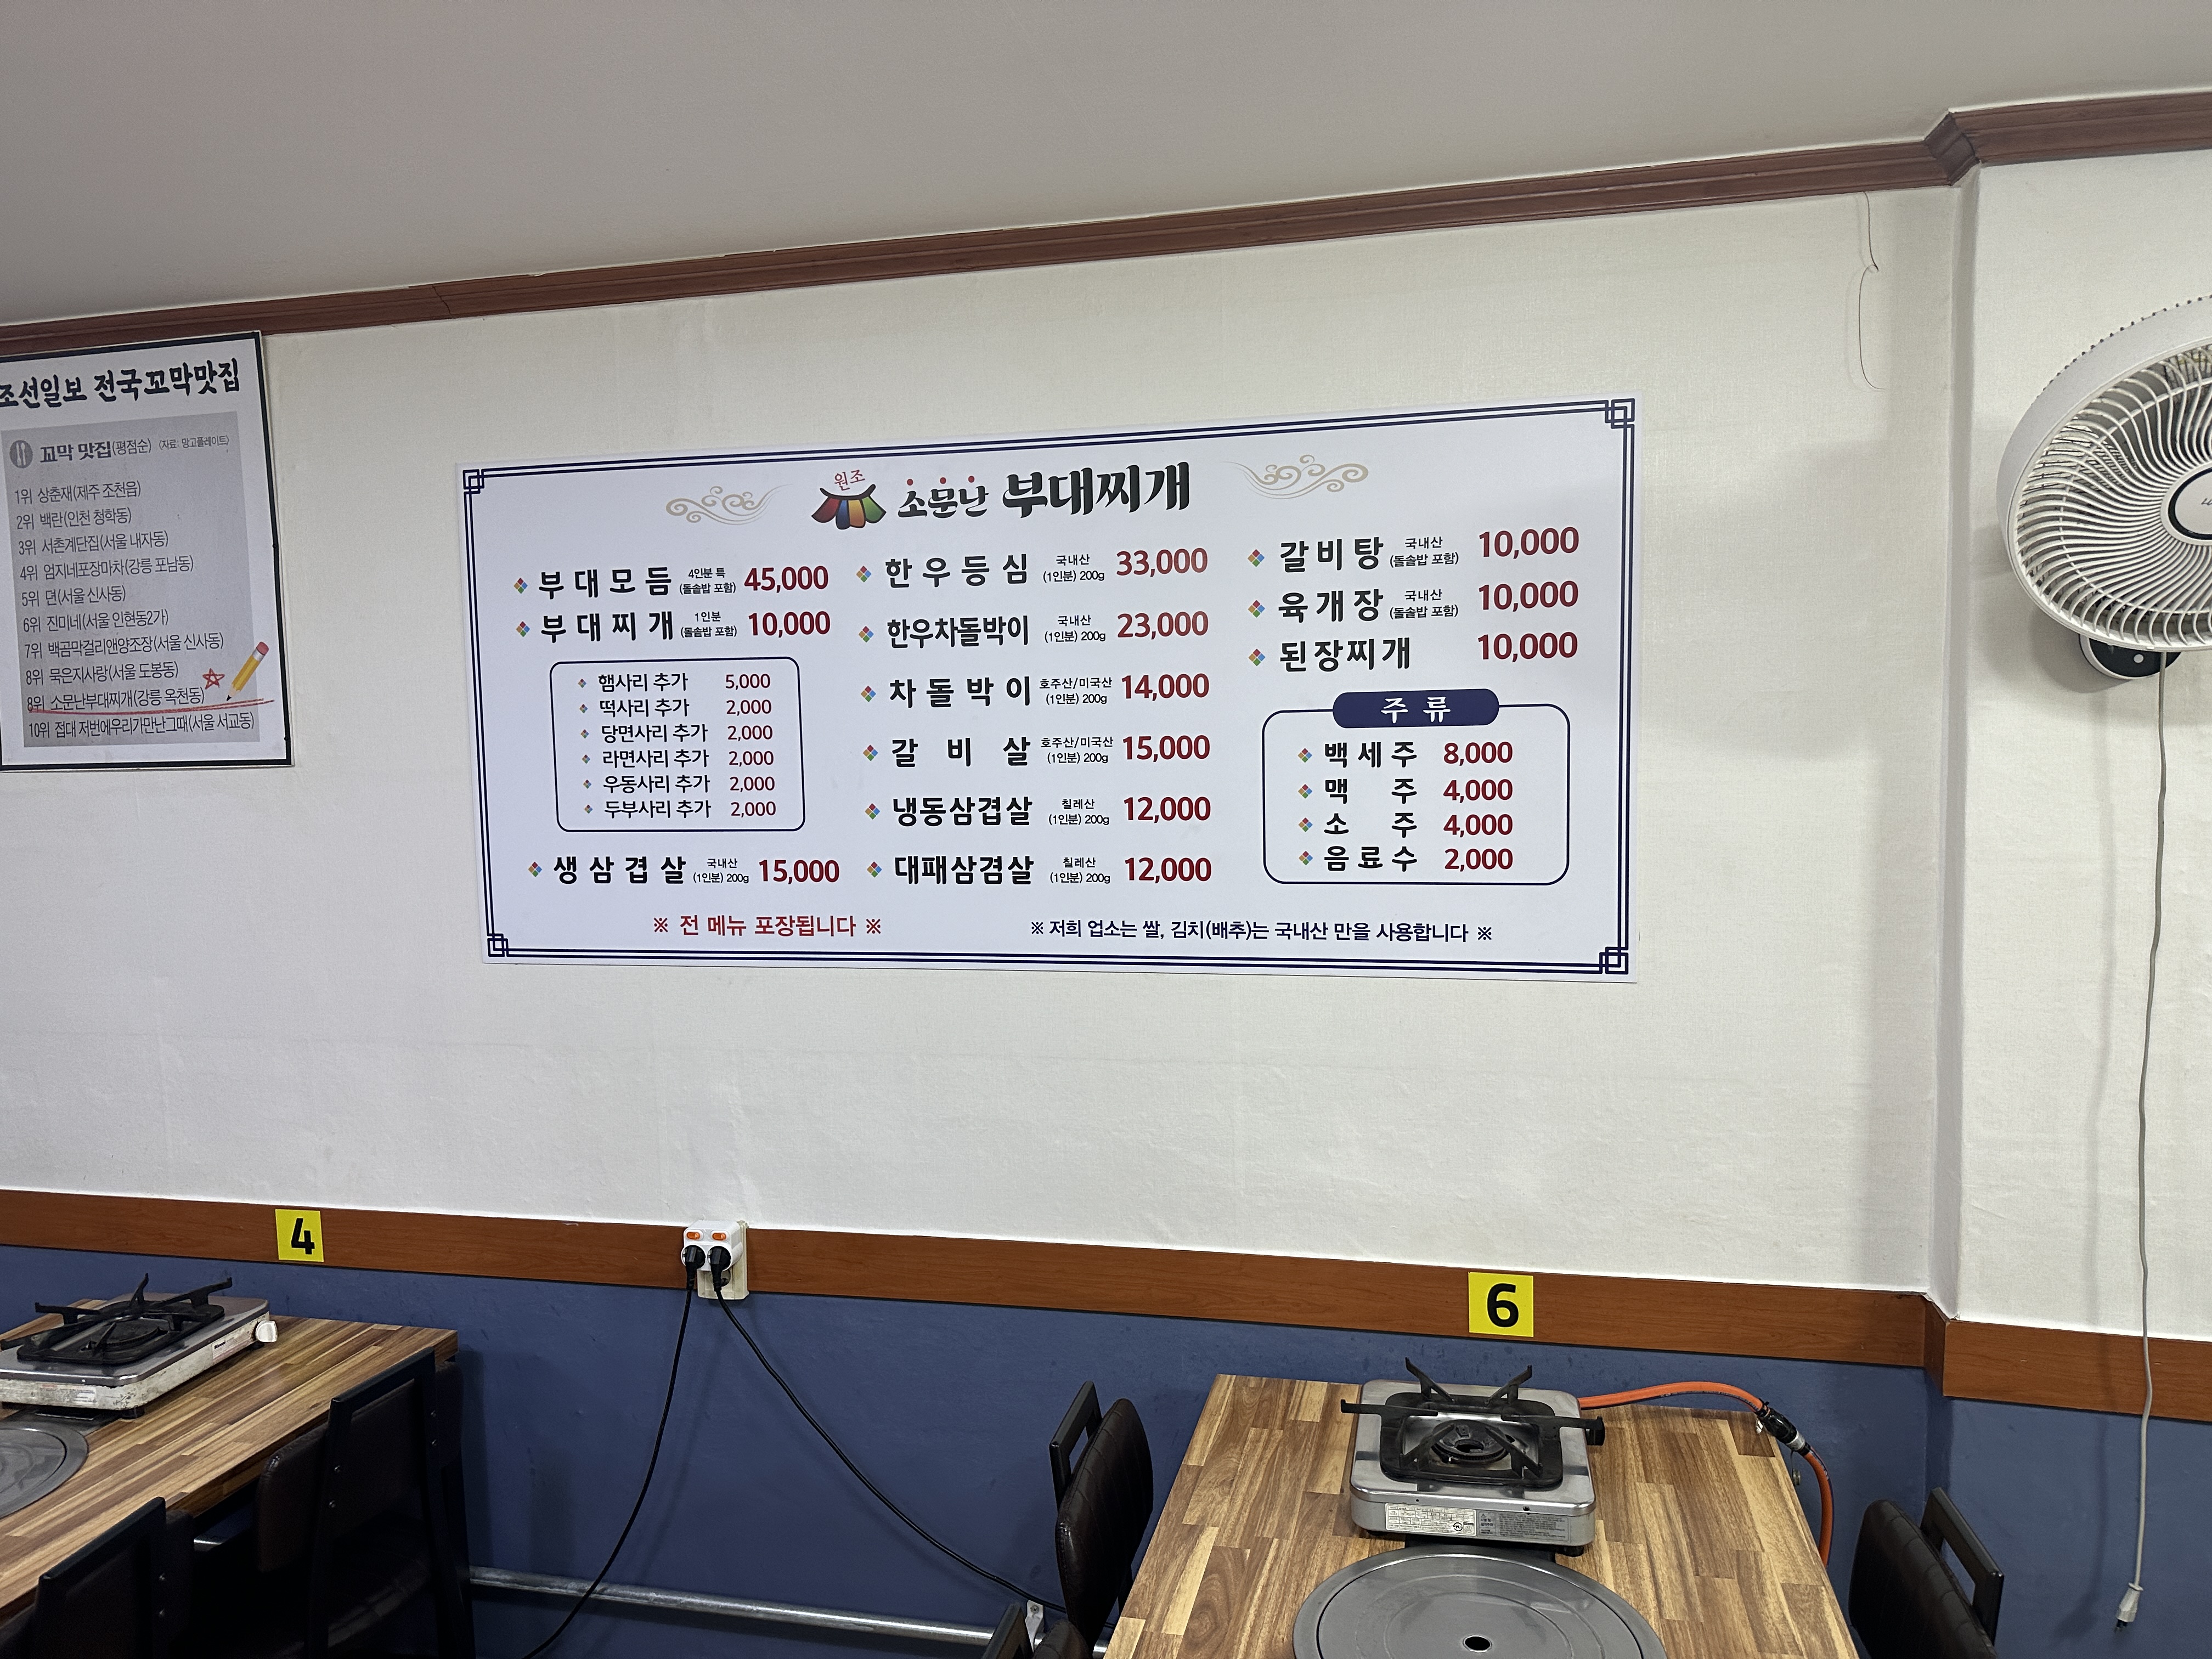 조선일보 전국꼬막맛집
꼬막 맛집(평점순) (자료: 망고플레이트)
1위 상춘재(제주 조천읍)
2위 백란(인천 청학동)
3위 서촌계단집(서울 내자동)
4위 엄지네포장마차(강릉 포남동)
5위 뎐(서울 신사동)
6위 진미네(서울 인현동2가)
7위 백곰막걸리앤양조장(서울 신사동)
8위 묵은지사랑(서울 도봉동)
8위 소문난부대찌개(강릉 옥천동)
10위 접대 저번에우리가만난그때(서울 서교동)
원조 소문난 부대찌개
부대모듬 4인분 특 (돌솥밥 포함) 45,000
부대찌개 1인분 (돌솥밥 포함) 10,000
햄사리 추가 5,000
떡사리 추가 2,000
당면사리 추가 2,000
라면사리 추가 2,000
우동사리 추가 2,000
두부사리 추가 2,000
생삼겹살 국내산 (1인분) 200g 15,000
한우등심 국내산 (1인분) 200g 33,000
한우차돌박이 국내산 (1인분) 200g 23,000
차돌박이 호주산/미국산 (1인분) 200g 14,000
갈비살 호주산/미국산 (1인분) 200g 15,000
냉동삼겹살 칠레산 (1인분) 200g 12,000
대패삼겸살 칠레산 (1인분) 200g 12,000
갈비탕 국내산 (돌솥밥 포함) 10,000
육개장 국내산 (돌솥밥 포함) 10,000
된장찌개 10,000
주류
백세주 8,000
맥주 4,000
소주 4,000
음료수 2,000
※ 전 메뉴 포장됩니다 ※
※ 저희 업소는 쌀, 김치(배추)는 국내산 만을 사용합니다 ※
4
6